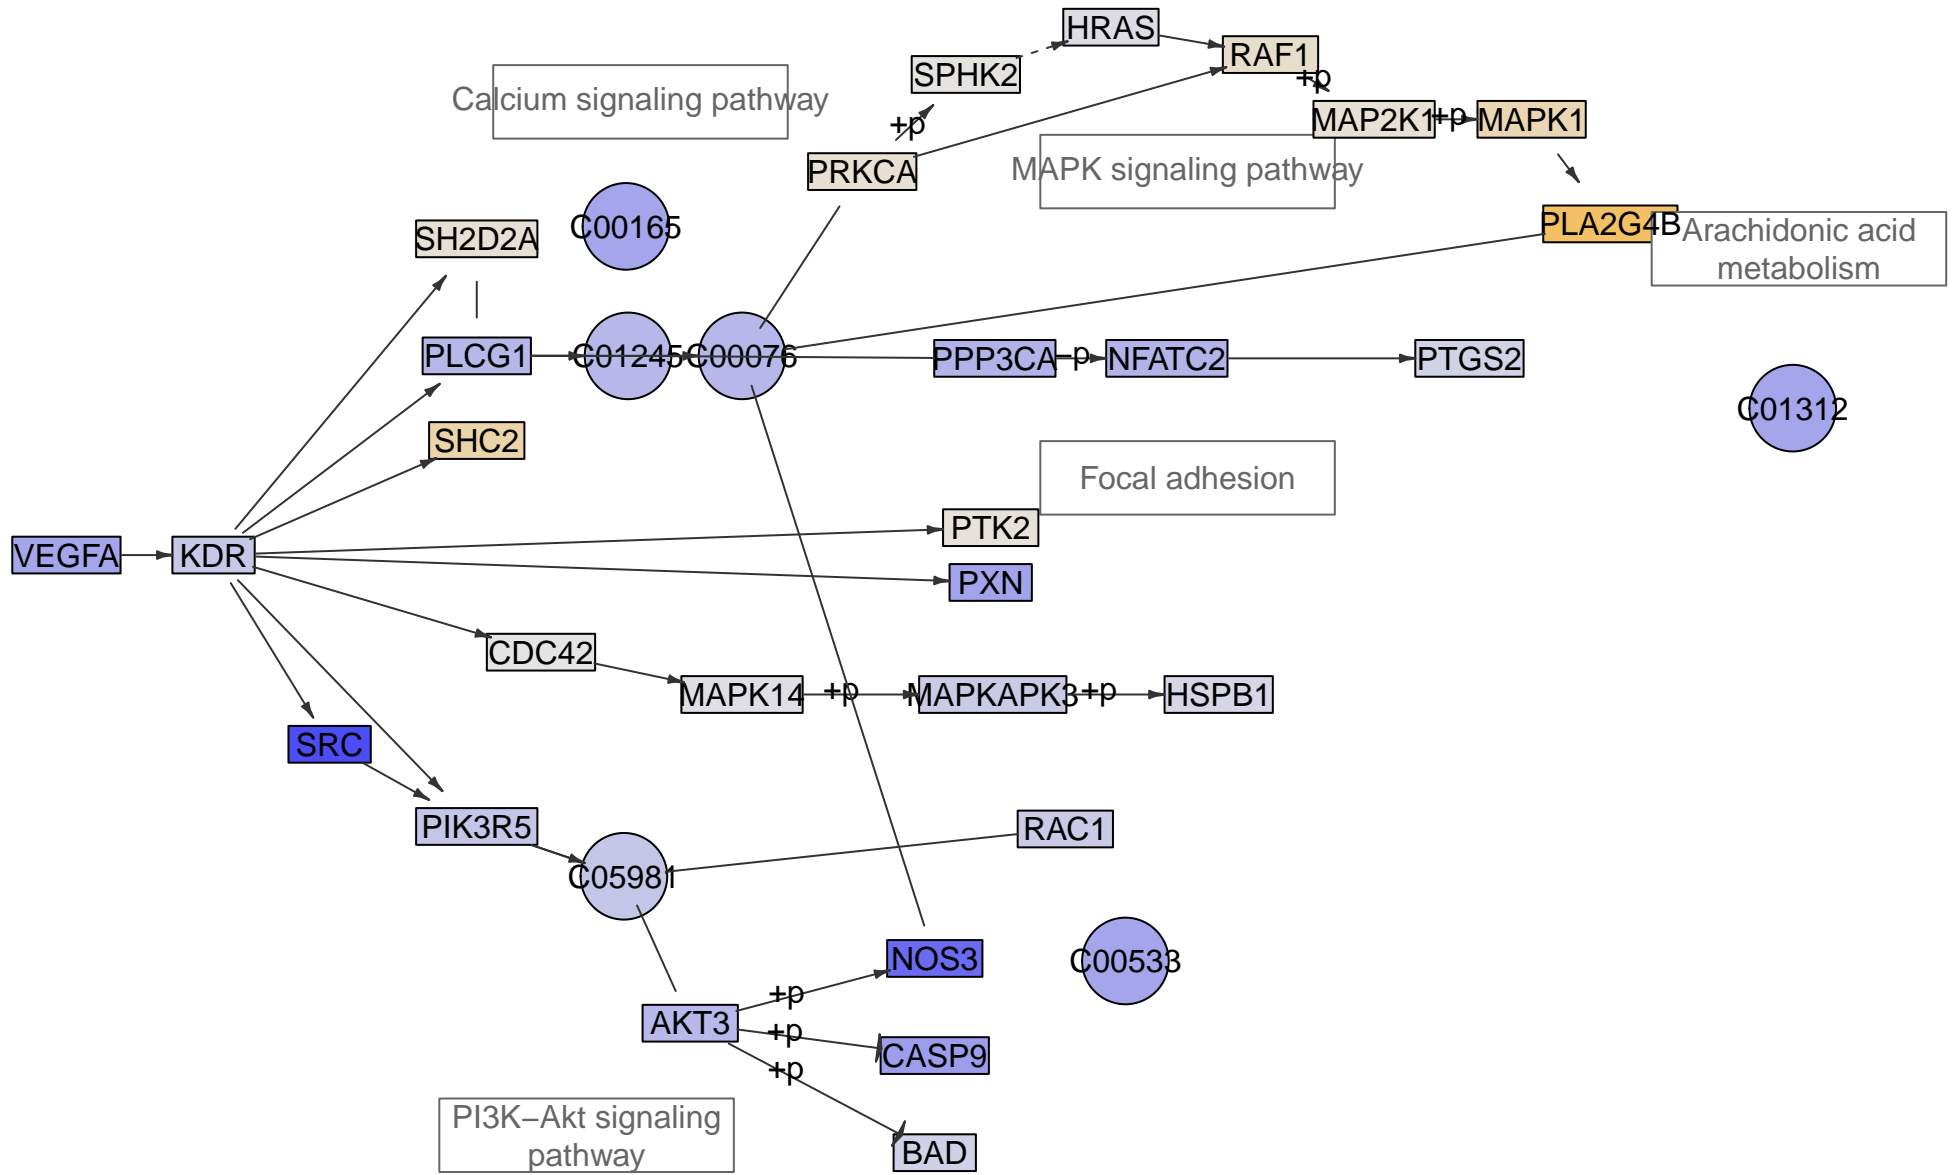 HRAS
RAF1
SPHK2
+p
Calcium signaling pathway
MAP2K1
+p
MAPK1
+p
PRKCA
MAPK signaling pathway
C00165
SH2D2A
PLA2G4B
Arachidonic acid
metabolism
PLCG1
C01245
C00076
PPP3CA
-p
NFATC2
PTGS2
C01312
SHC2
Focal adhesion
PTK2
VEGFA
KDR
PXN
CDC42
MAPK14
+p
MAPKAPK3
+p
HSPB1
SRC
PIK3R5
RAC1
C05981
NOS3
C00533
+p
AKT3
+p
CASP9
+p
PI3K–Akt signaling
pathway
BAD